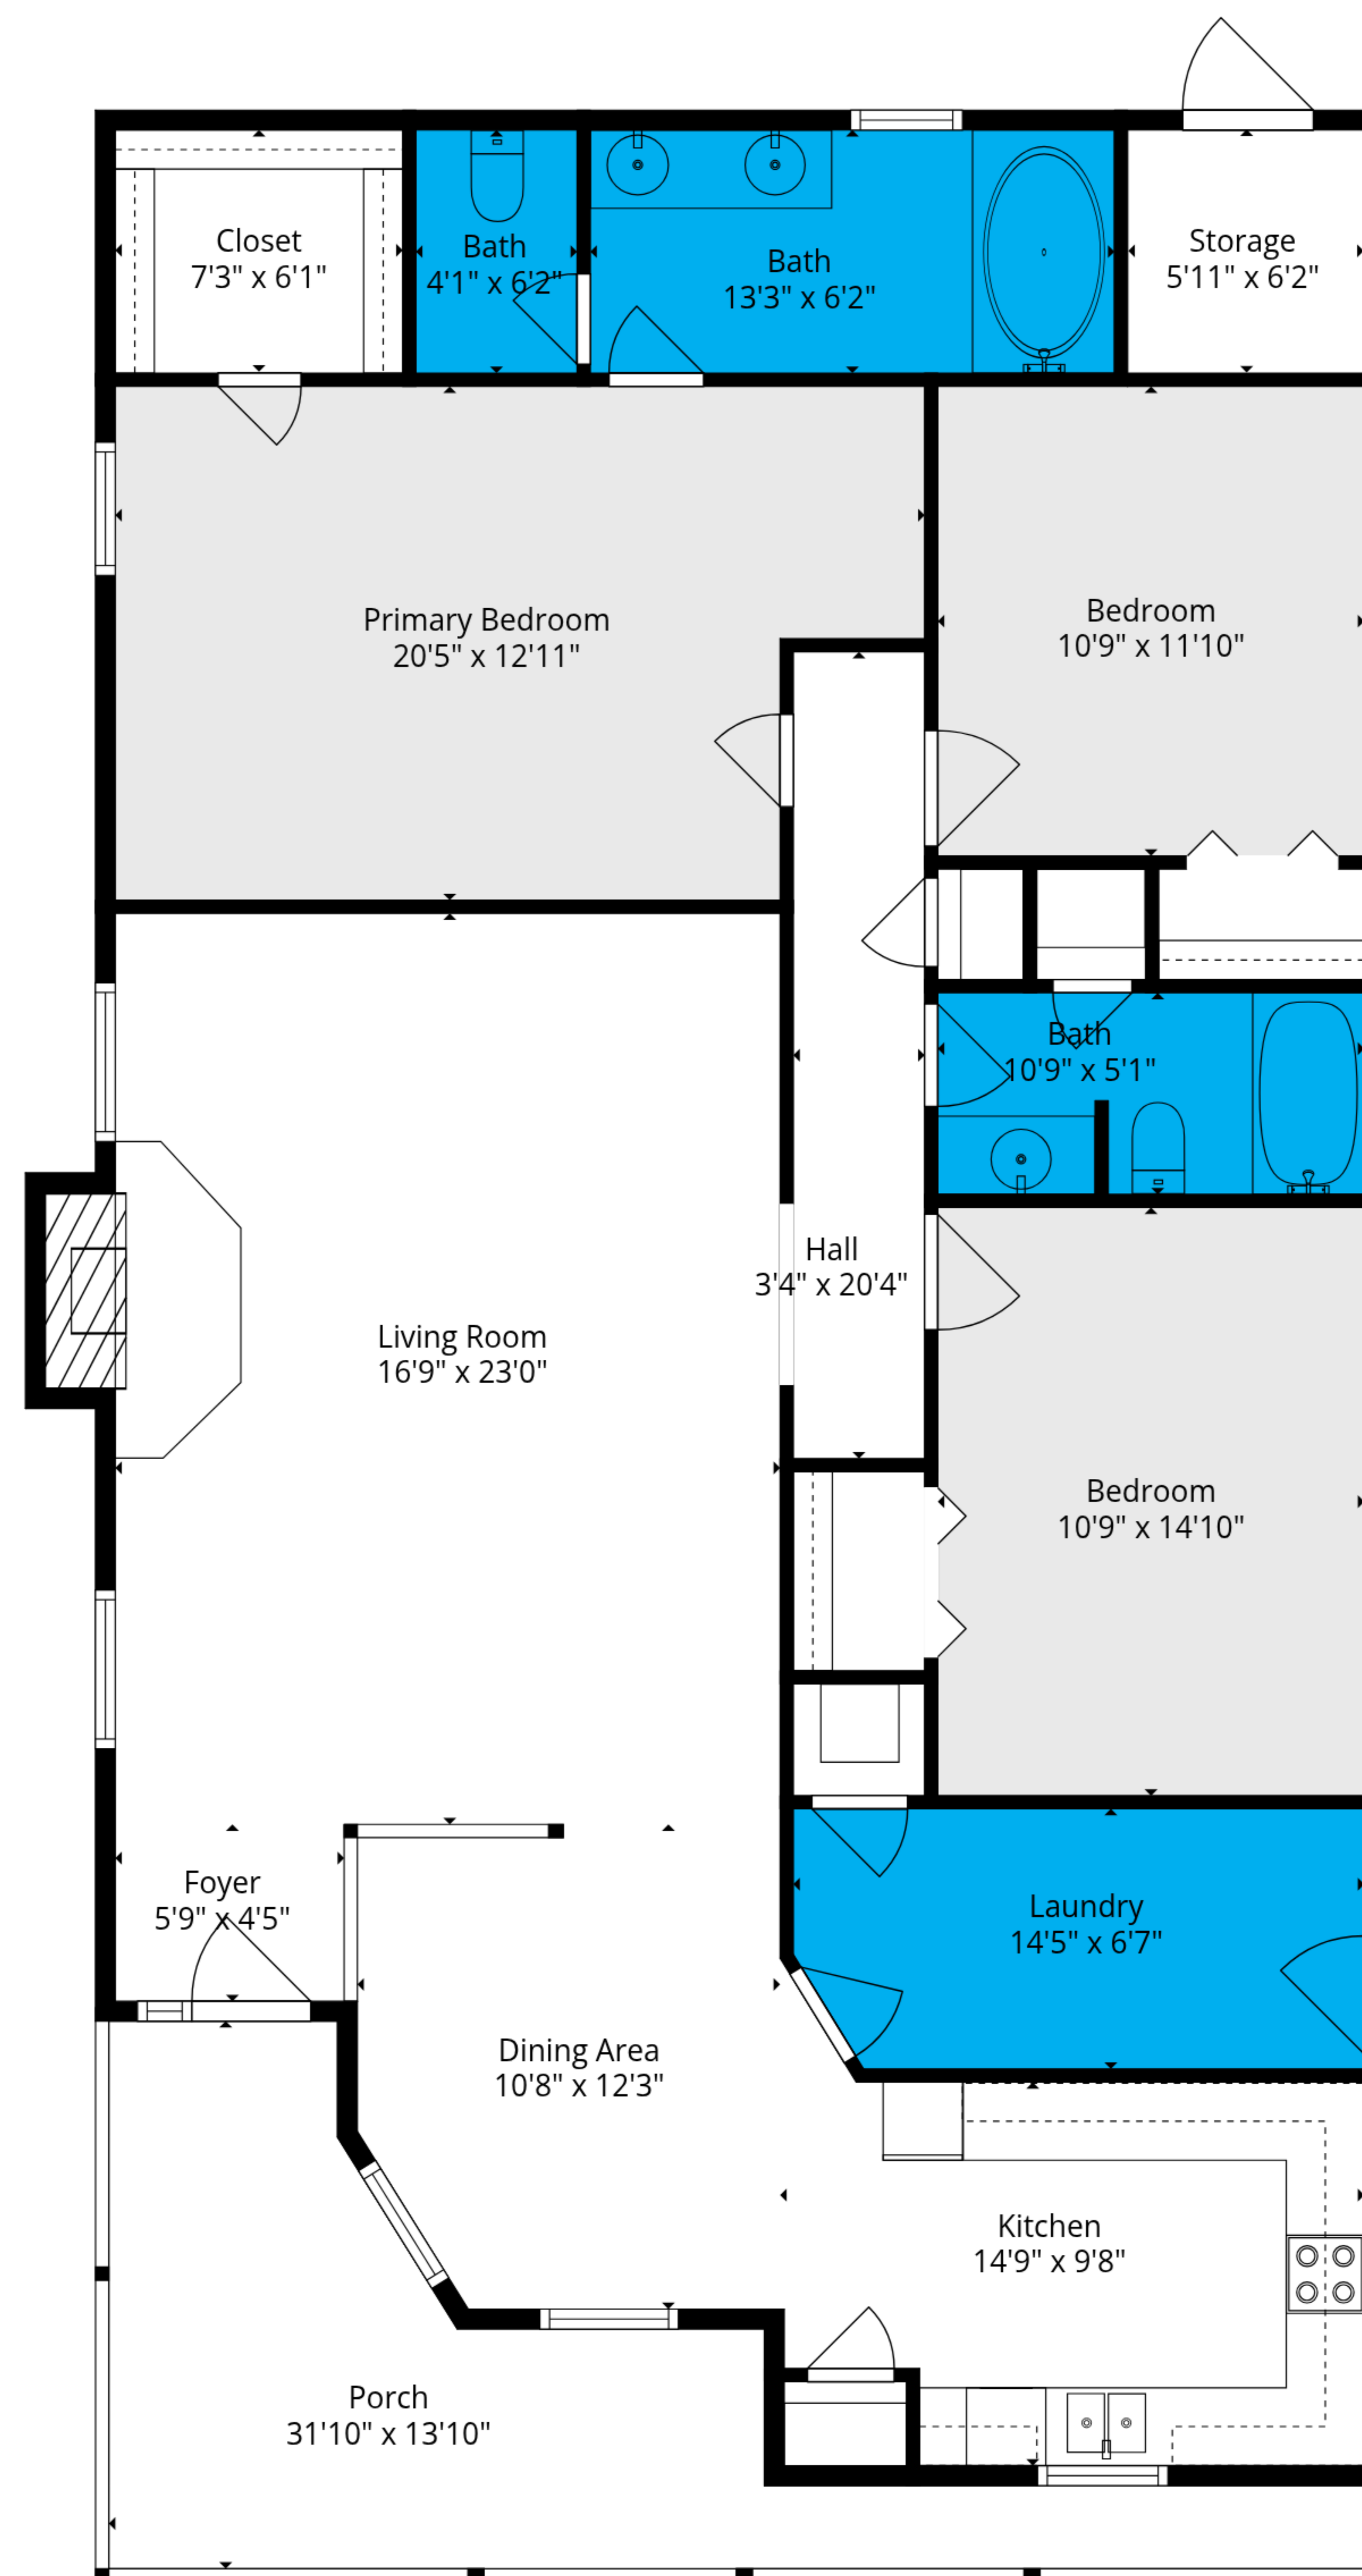 Closet
7'3" x 6'1"
Bath
4'1" x 6'2"
Bath
13'3" x 6'2"
Storage
5'11" x 6'2"
Primary Bedroom
20'5" x 12'11"
Bedroom
10'9" x 11'10"
Bath
10'9" x 5'1"
Hall
3'4" x 20'4"
Living Room
16'9" x 23'0"
Bedroom
10'9" x 14'10"
Foyer
5'9" x 4'5"
Laundry
14'5" x 6'7"
Dining Area
10'8" x 12'3"
Kitchen
14'9" x 9'8"
Porch
31'10" x 13'10"